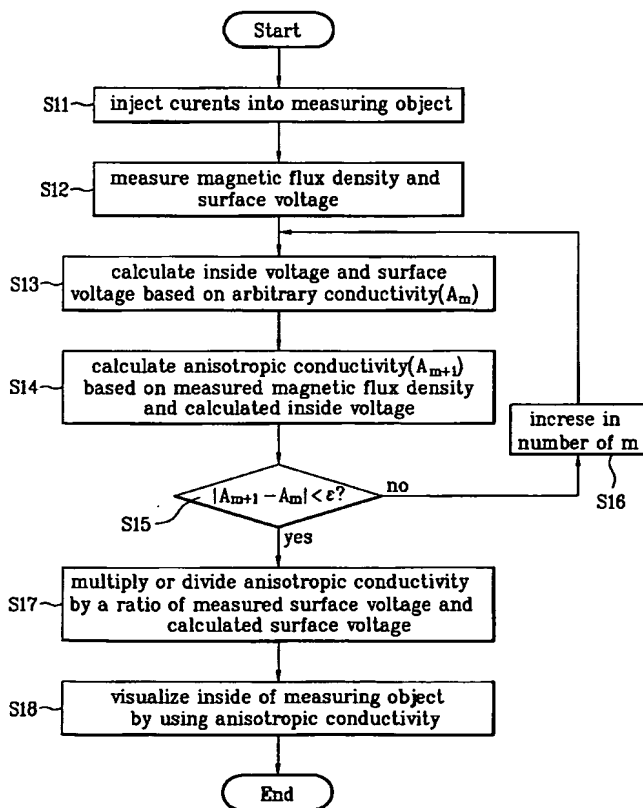 Start
S11
inject curents into measuring object
S12
measure magnetic flux density and
surface voltage
S13
calculate inside voltage and surface
voltage based on arbitrary conductivity(Am)
S14
calculate anisotropic conductivity(Am+1)
based on measured magnetic flux density
and calculated inside voltage
increse in
number of m
S16
|Am+1 − Am| < ε?
no
S15
yes
S17
multiply or divide anisotropic conductivity
by a ratio of measured surface voltage and
calculated surface voltage
S18
visualize inside of measuring object
by using anisotropic conductivity
End